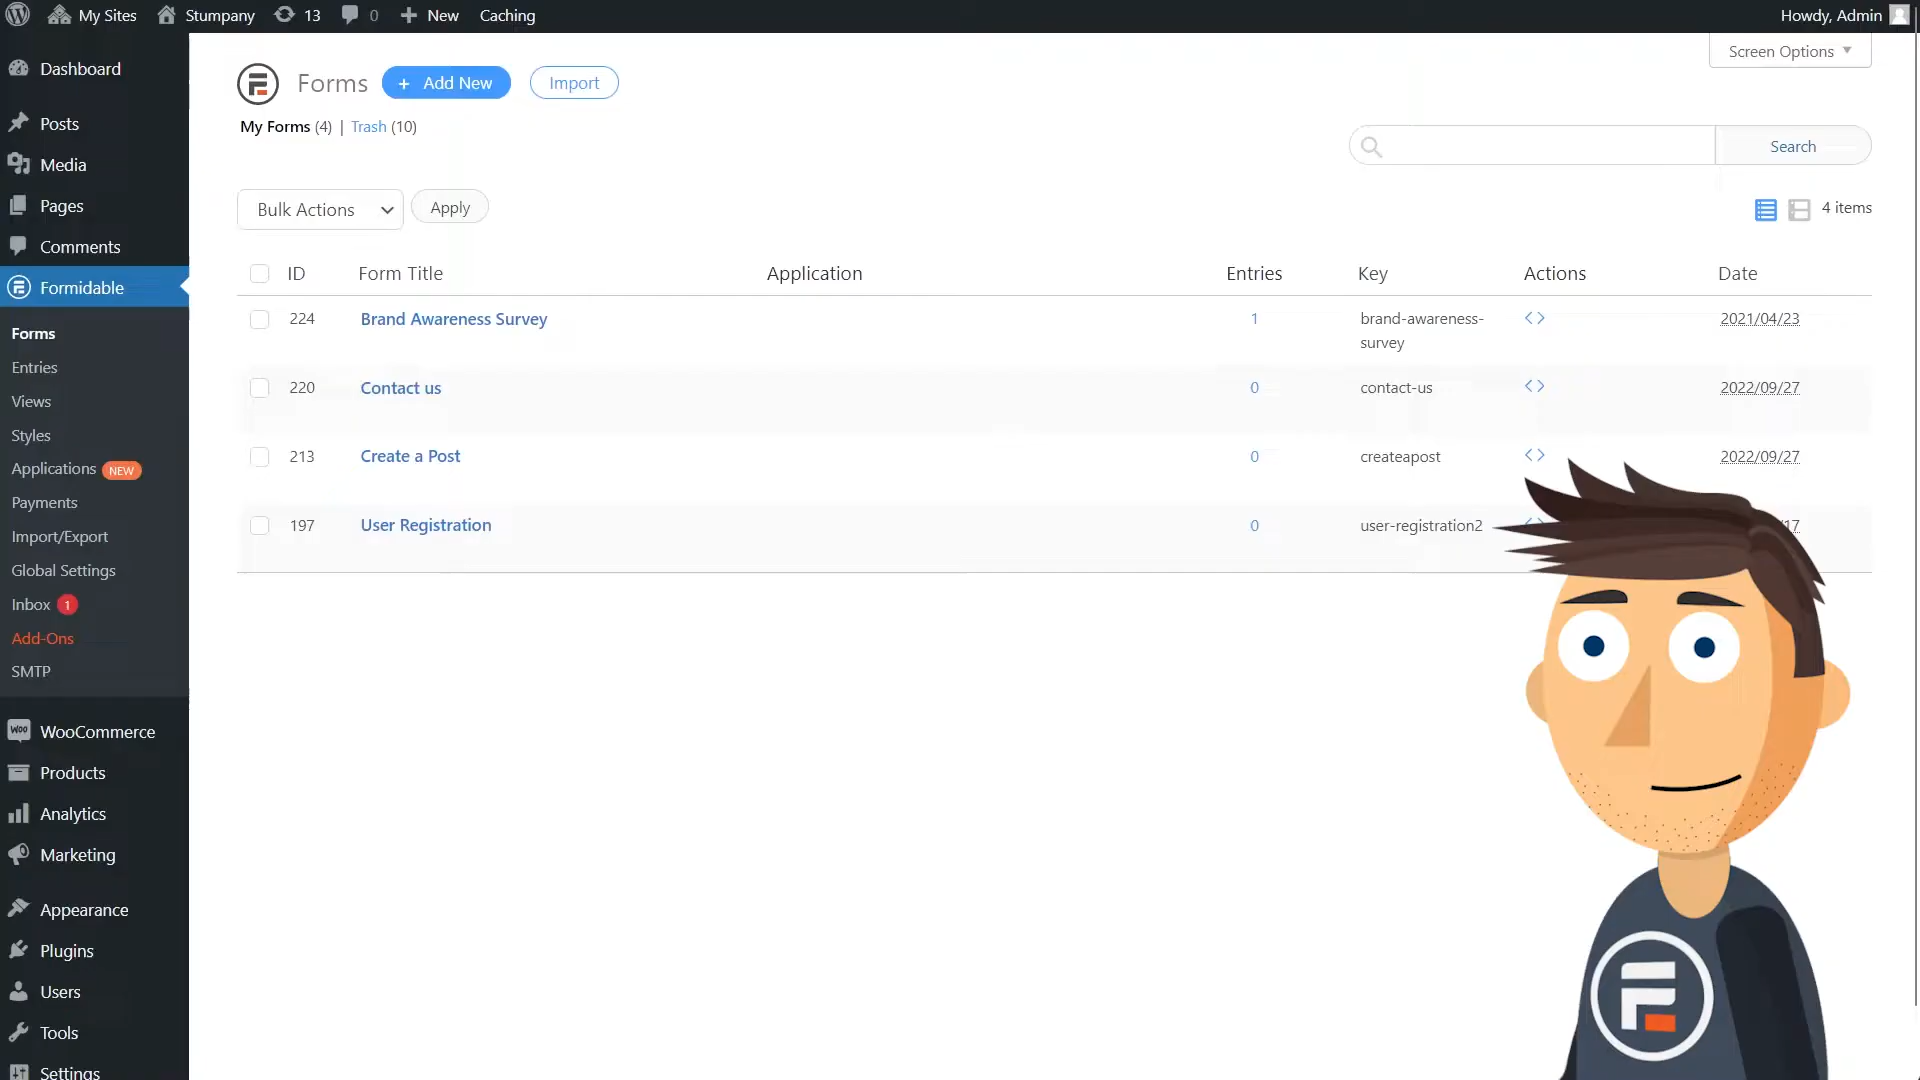 My Sites
Stumpany
13
0
New
Caching
Howdy, Admin
Screen Options
Dashboard
Posts
Media
Pages
Comments
Formidable
Forms
Entries
Views
Styles
Applications NEW
Payments
Import/Export
Global Settings
Inbox 1
Add-Ons
SMTP
WooCommerce
Products
Analytics
Marketing
Appearance
Plugins
Users
Tools
Settings
Forms
+ Add New
Import
My Forms (4) | Trash (10)
Search
Bulk Actions
Apply
4 items
ID Form Title Application Entries Key Actions Date
224 Brand Awareness Survey 1 brand-awareness- 2021/04/23
survey
220 Contact us 0 contact-us 2022/09/27
213 Create a Post 0 createapost 2022/09/27
197 User Registration 0 user-registration2